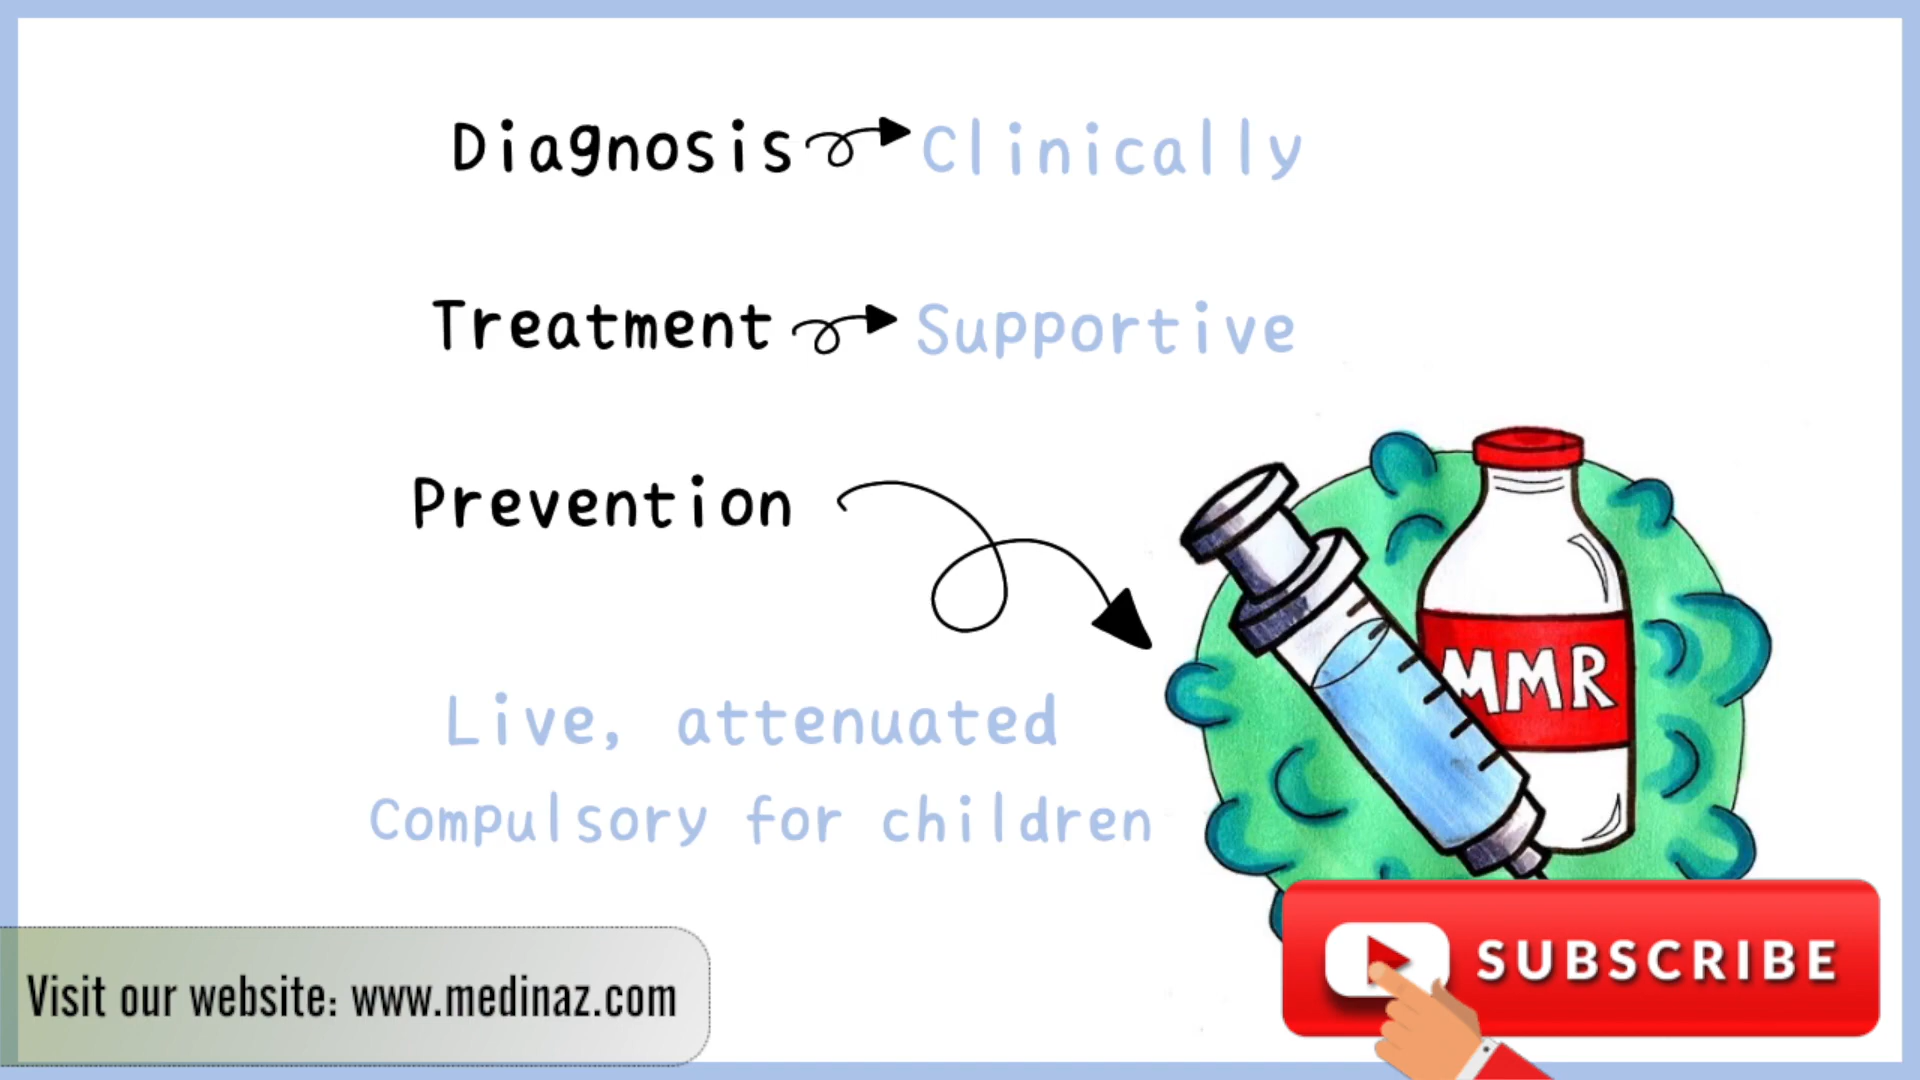 Diagnosis Clinically
Treatment Supportive
Prevention
MMR
Live, attenuated
Compulsory for children
Visit our website: www.medinaz.com
SUBSCRIBE